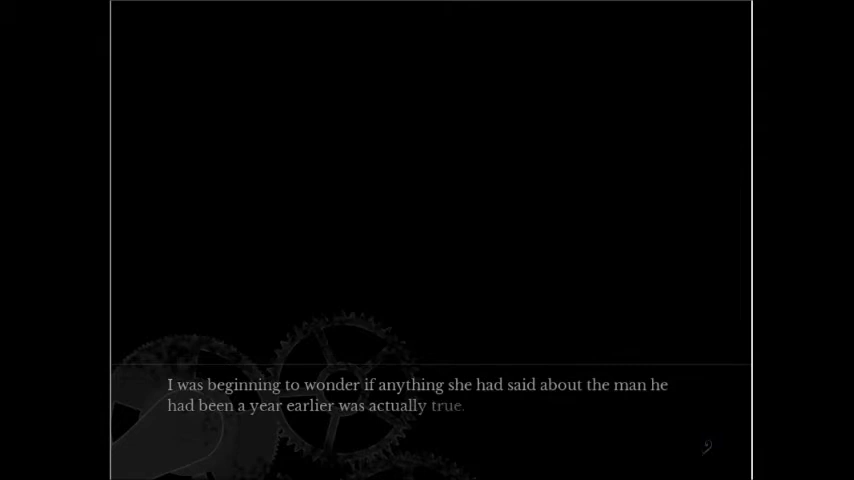 I was beginning to wonder if anything she had said about the man he
had been a year earlier was actually true.